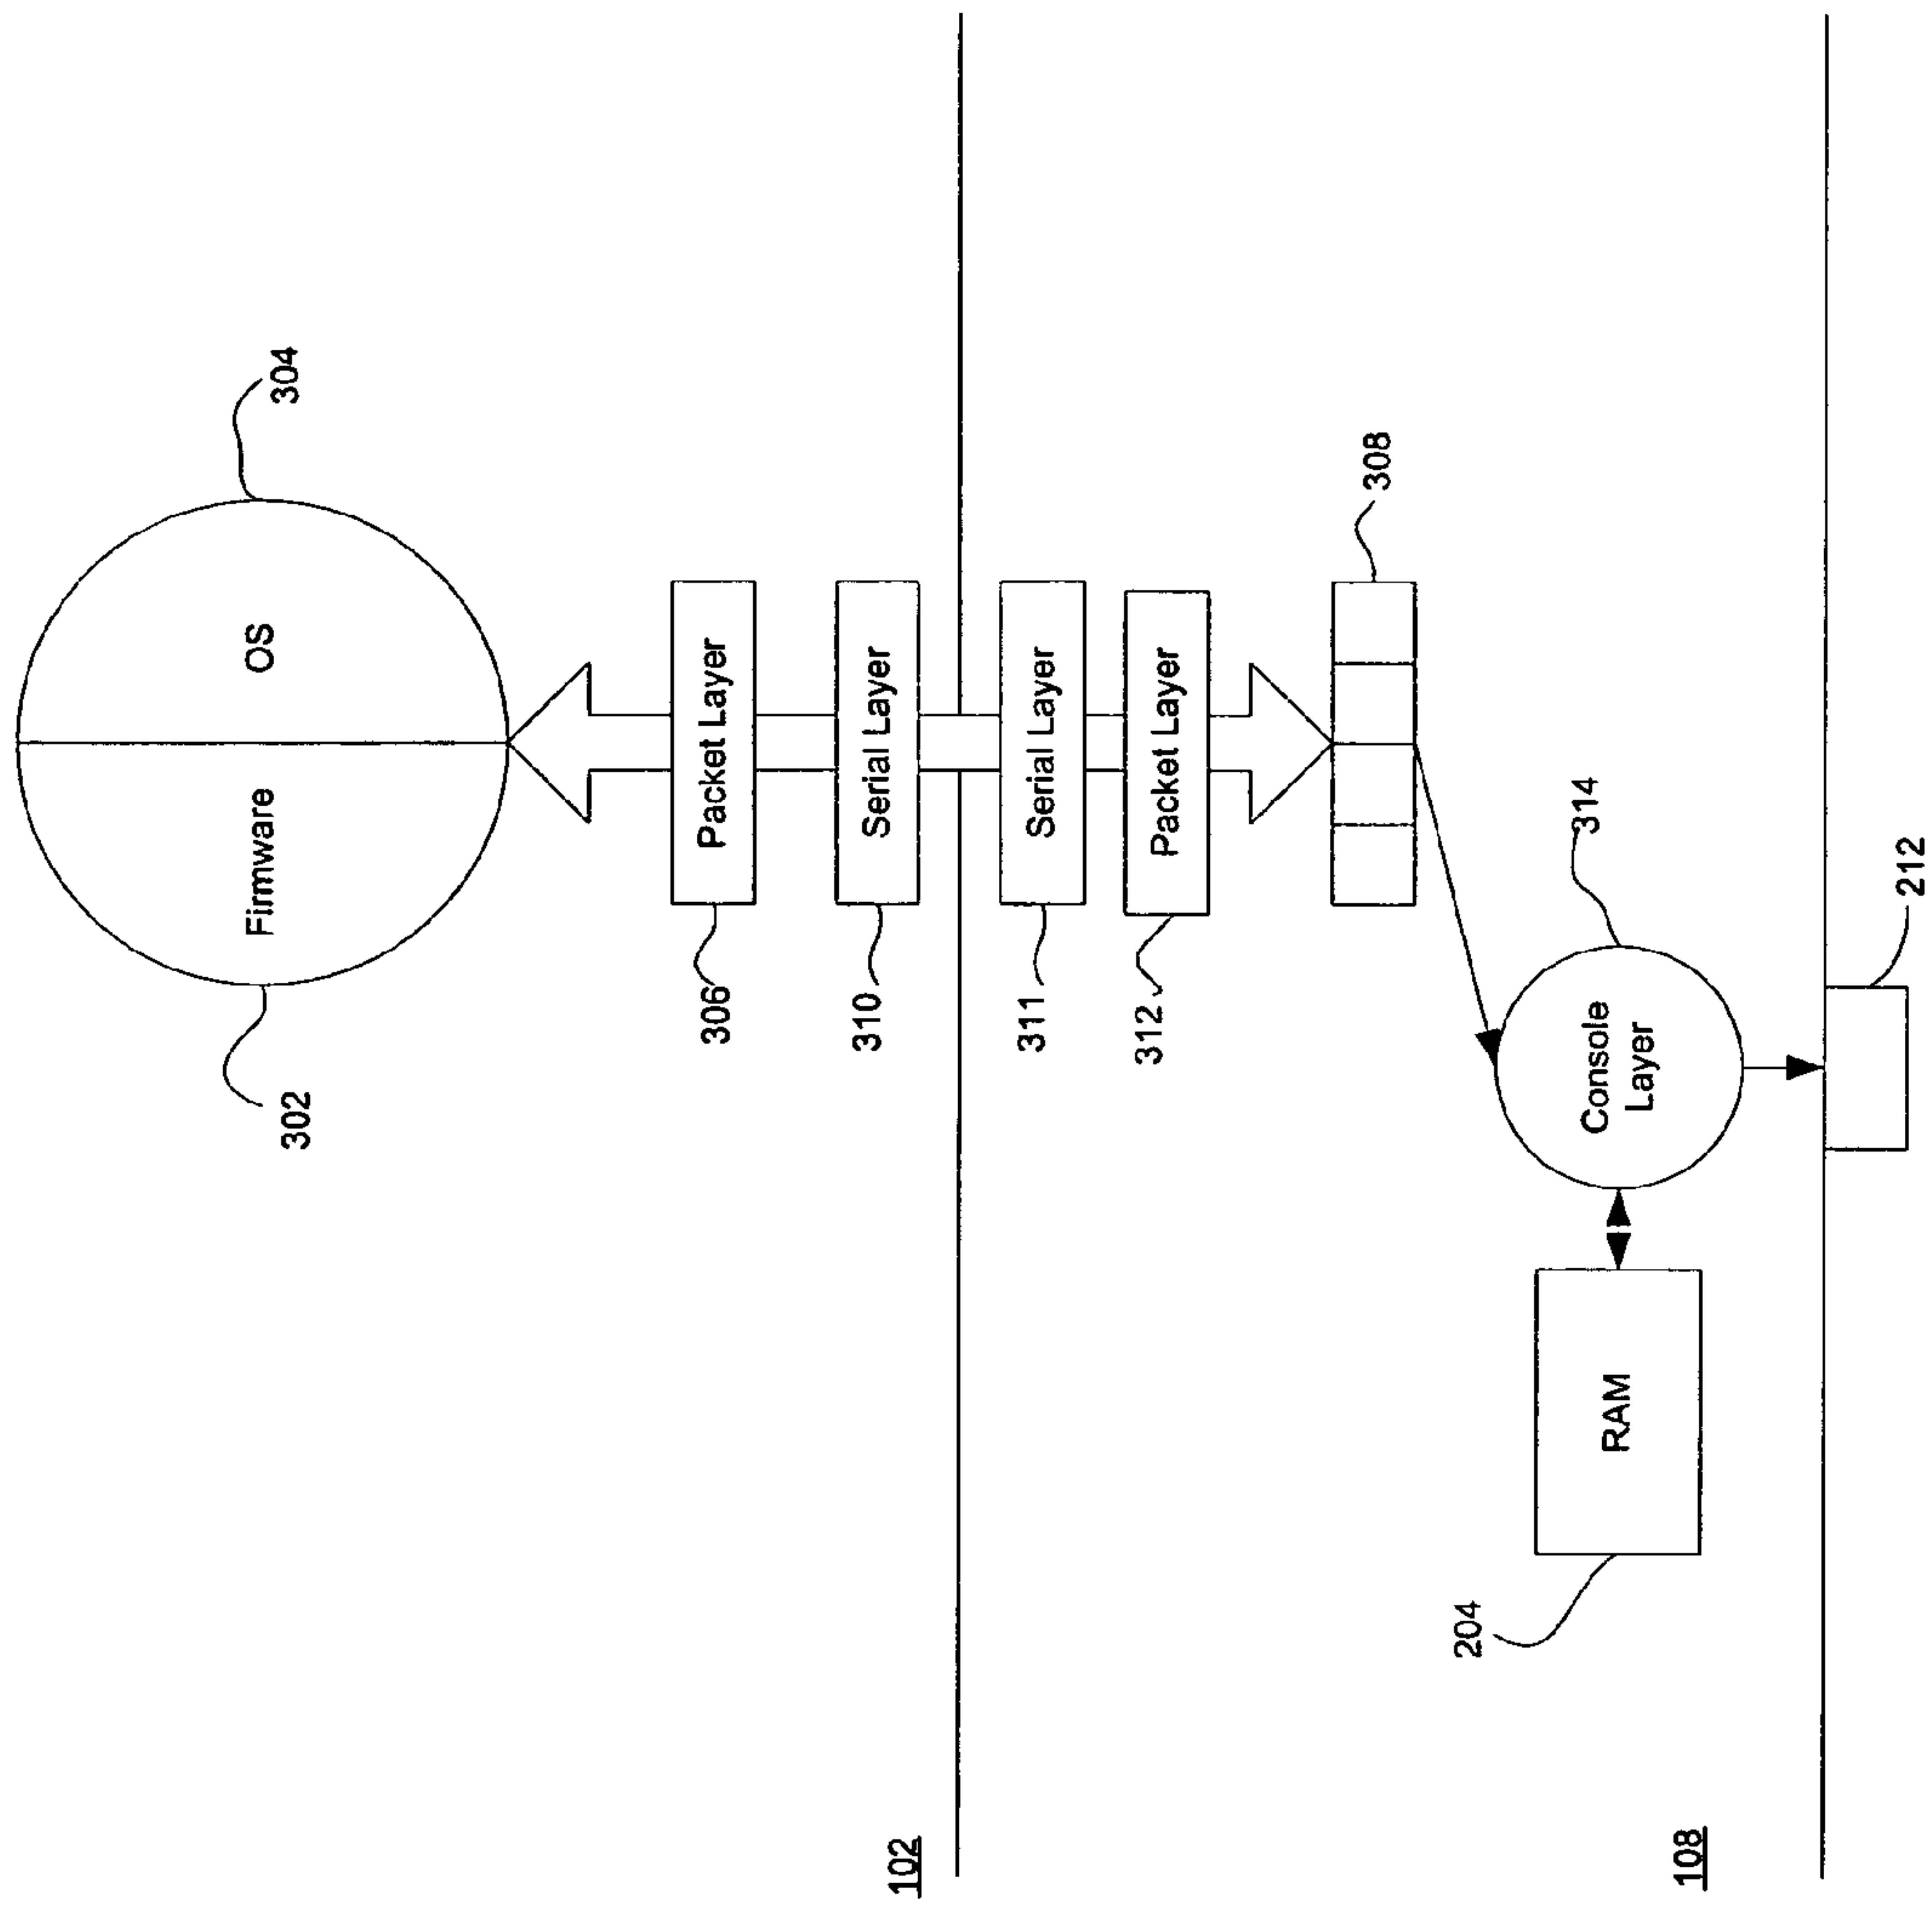 304
OS
Firmware
302
Packet Layer
306
Serial Layer
310
102
Serial Layer
311
Packet Layer
312
308
314
Console
Layer
RAM
204
212
108